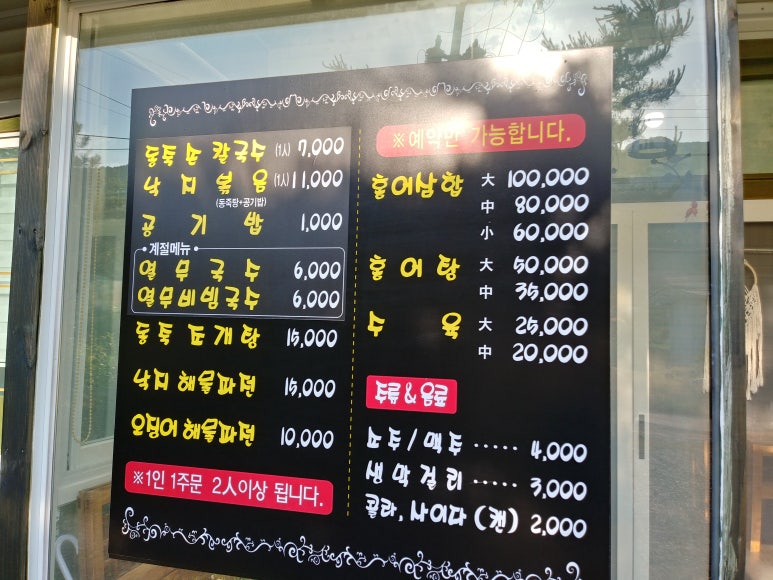 동죽 손 칼국수 (1人) 7,000
낙지볶음 (1人) 11,000
(동죽탕+공기밥)
공기밥 1,000
계절메뉴
열무국수 6,000
열무비빔국수 6,000
동죽조개탕 15,000
낙지해물파전 15,000
오징어해물파전 10,000
※1인 1주문 2人이상 됩니다.
※예약만 가능합니다.
홍어삼합 大 100,000
中 80,000
小 60,000
홍어탕 大 50,000
中 35,000
수육 大 25,000
中 20,000
주류 & 음료
소주/맥주 ····· 4,000
생막걸리 ···· 3,000
콜라, 사이다 (캔) 2,000